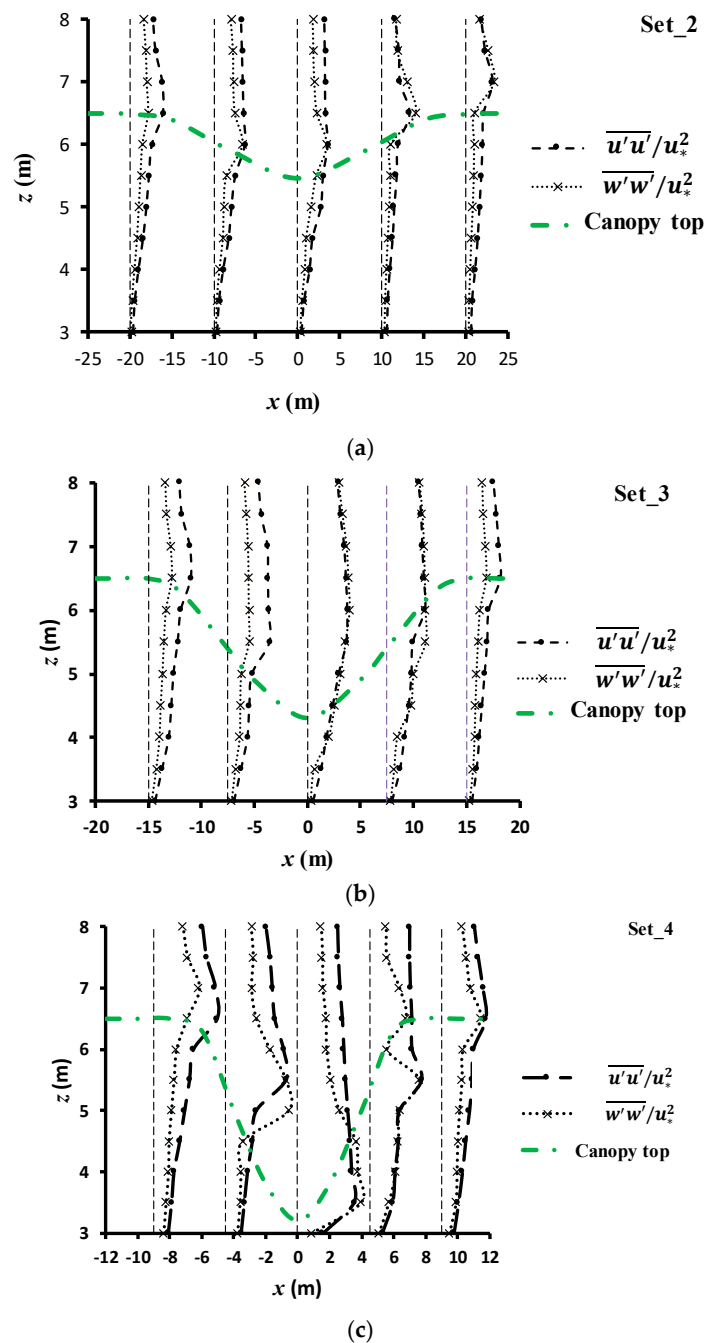 Set_2
8
7
6
5
4
3
z (m)
-25 -20 -15 -10 -5 0 5 10 15 20 25
x (m)
u'u'/u*²
w'w'/u*²
Canopy top
(a)
Set_3
8
7
6
5
4
3
z (m)
-20 -15 -10 -5 0 5 10 15 20
x (m)
u'u'/u*²
w'w'/u*²
Canopy top
(b)
Set_4
8
7
6
5
4
3
z (m)
-12 -10 -8 -6 -4 -2 0 2 4 6 8 10 12
x (m)
u'u'/u*²
w'w'/u*²
Canopy top
(c)